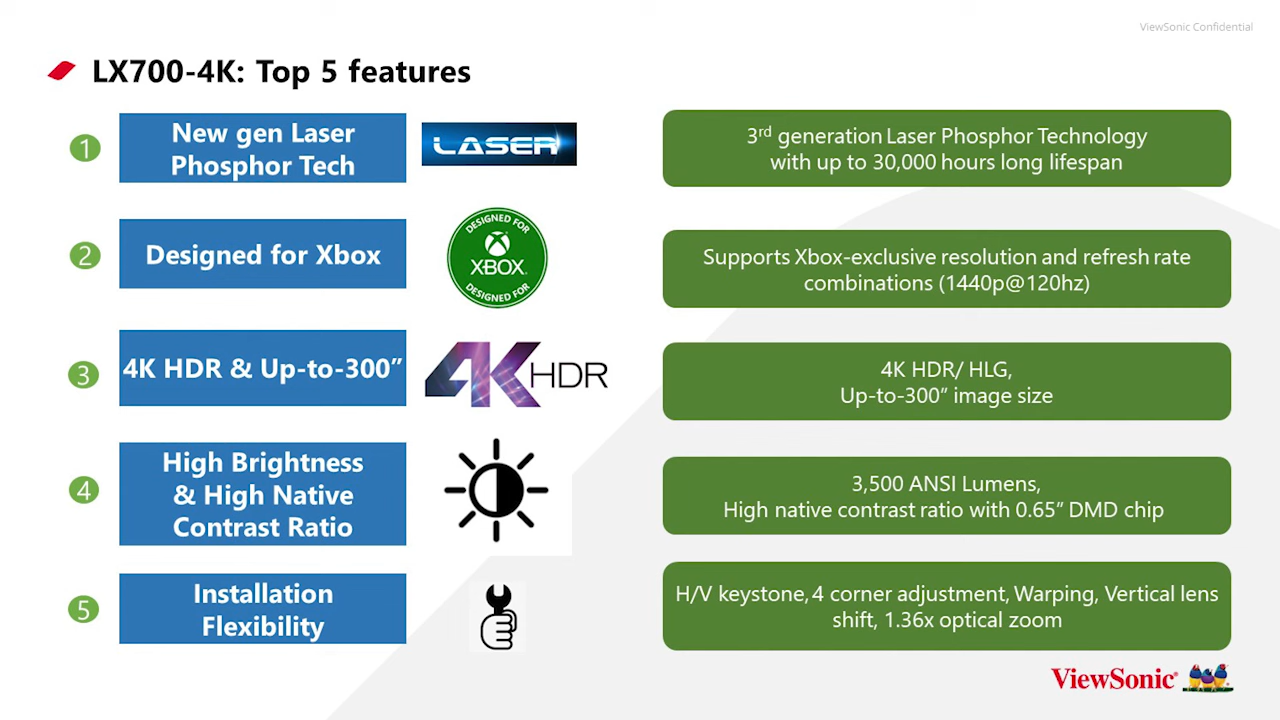 ViewSonic Confidential
LX700-4K: Top 5 features
1
New gen Laser
Phosphor Tech
LASER
3rd generation Laser Phosphor Technology
with up to 30,000 hours long lifespan
2
Designed for Xbox
DESIGNED FOR
XBOX
DESIGNED FOR
Supports Xbox-exclusive resolution and refresh rate
combinations (1440p@120hz)
3
4K HDR & Up-to-300”
4K HDR
4K HDR/ HLG,
Up-to-300” image size
4
High Brightness
& High Native
Contrast Ratio
3,500 ANSI Lumens,
High native contrast ratio with 0.65” DMD chip
5
Installation
Flexibility
H/V keystone, 4 corner adjustment, Warping, Vertical lens
shift, 1.36x optical zoom
ViewSonic®